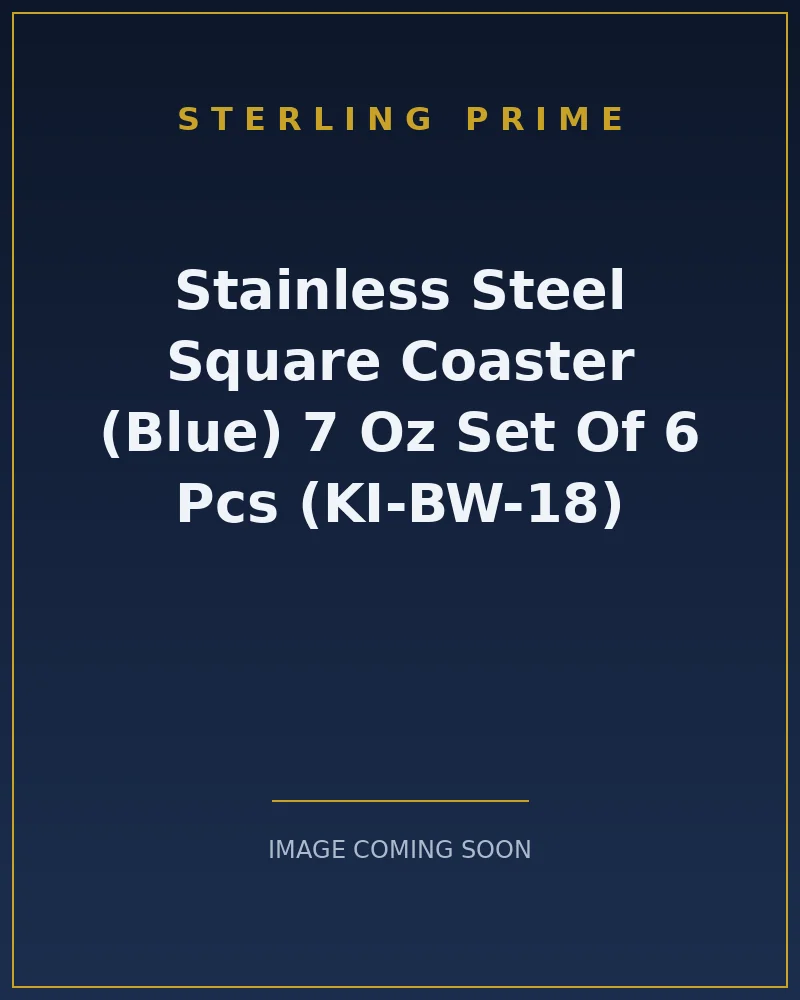 STERLING PRIME
Stainless Steel
Square Coaster
(Blue) 7 Oz Set Of 6
Pcs (KI-BW-18)
IMAGE COMING SOON